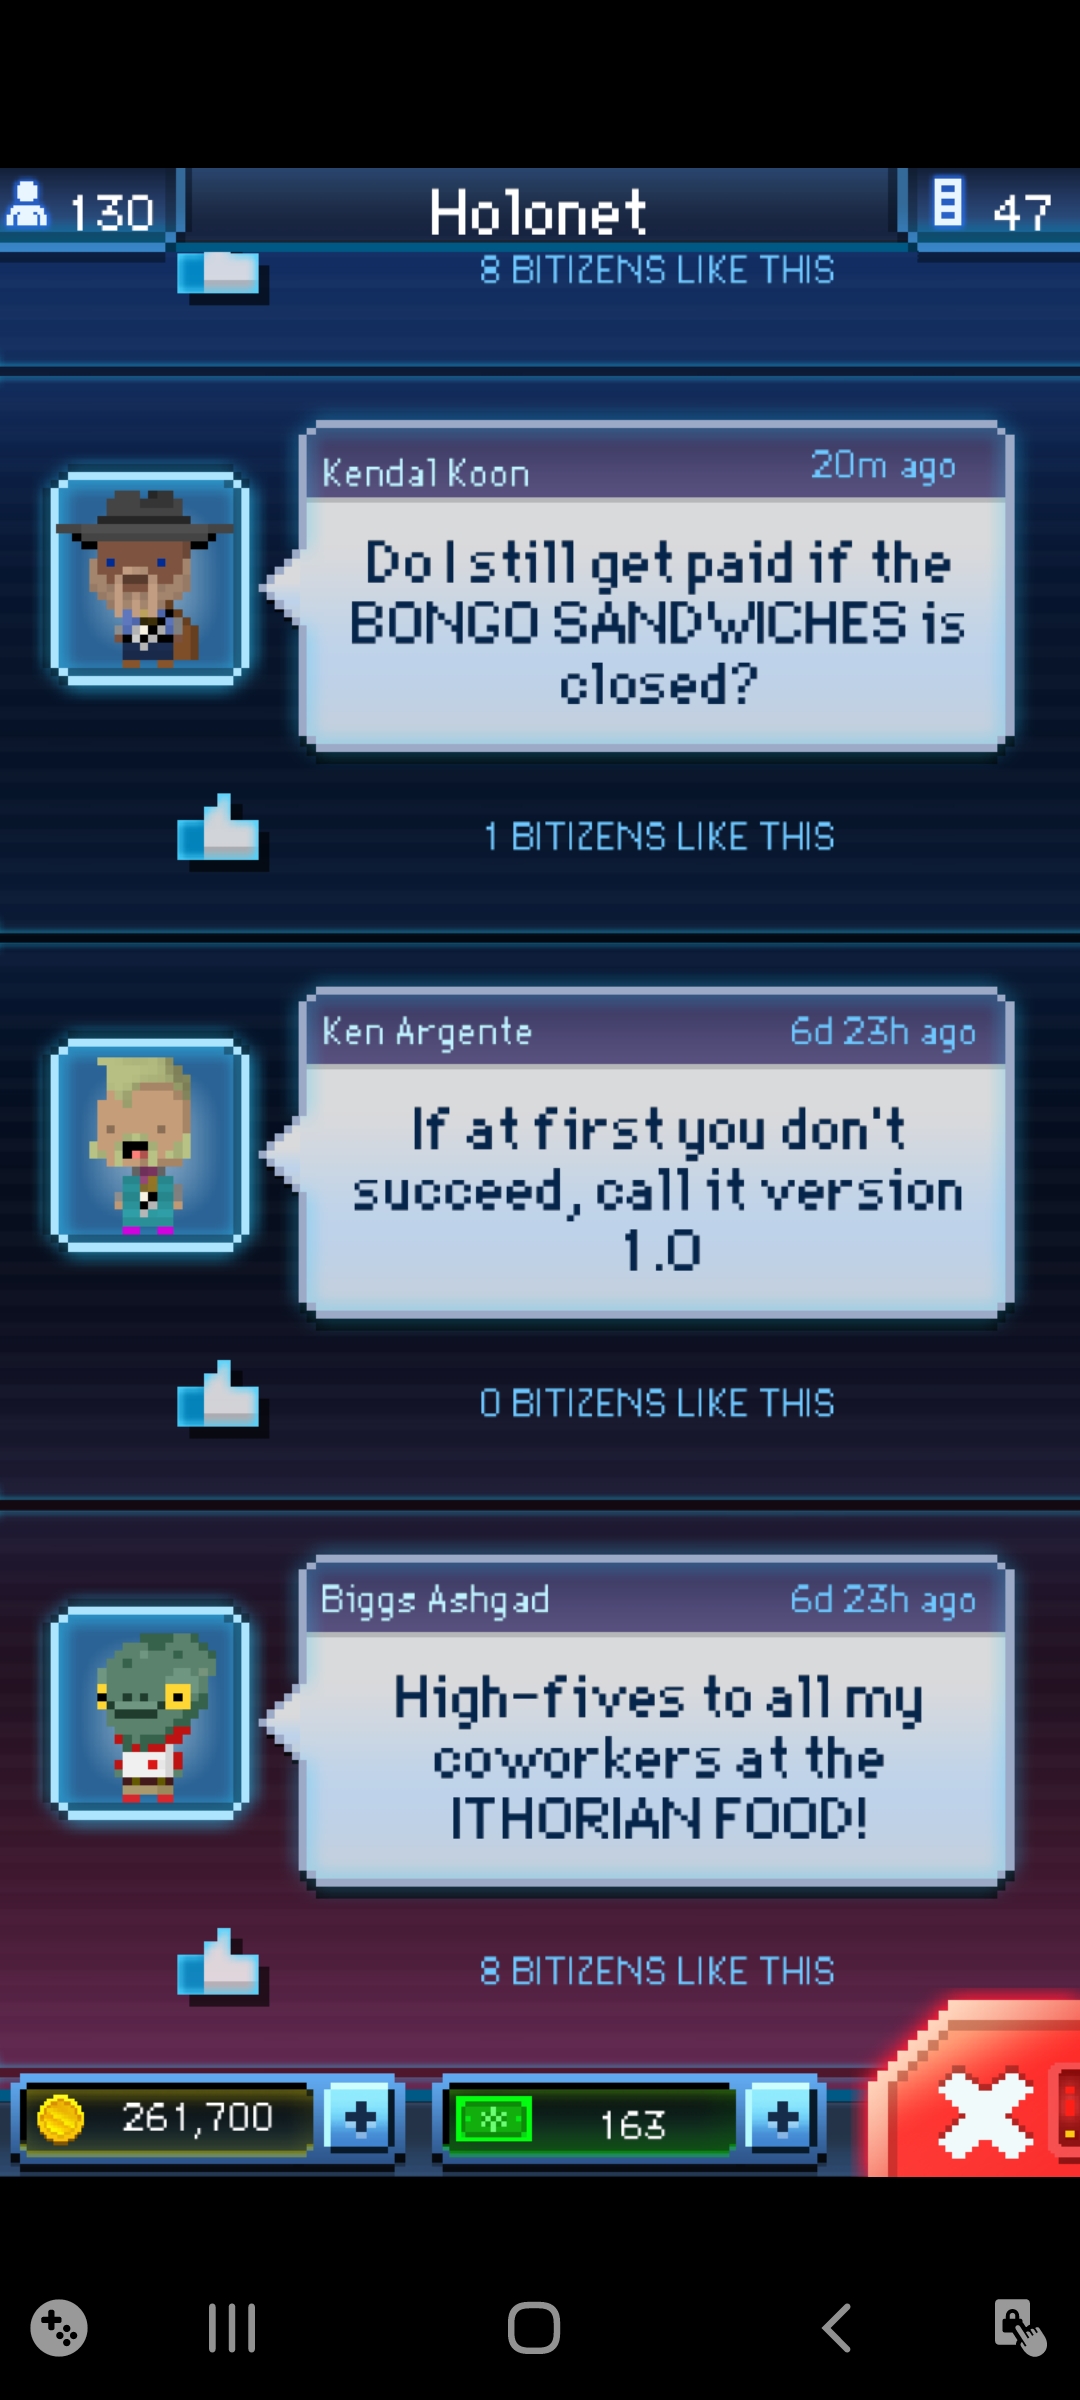 130
Holonet
47
8 BITIZENS LIKE THIS
Kendal Koon
20m ago
Do I still get paid if the
BONGO SANDWICHES is
closed?
1 BITIZENS LIKE THIS
Ken Argente
6d 23h ago
If at first you don't
succeed, call it version
1.0
0 BITIZENS LIKE THIS
Biggs Ashgad
6d 23h ago
High-fives to all my
coworkers at the
ITHORIAN FOOD!
8 BITIZENS LIKE THIS
261,700
163